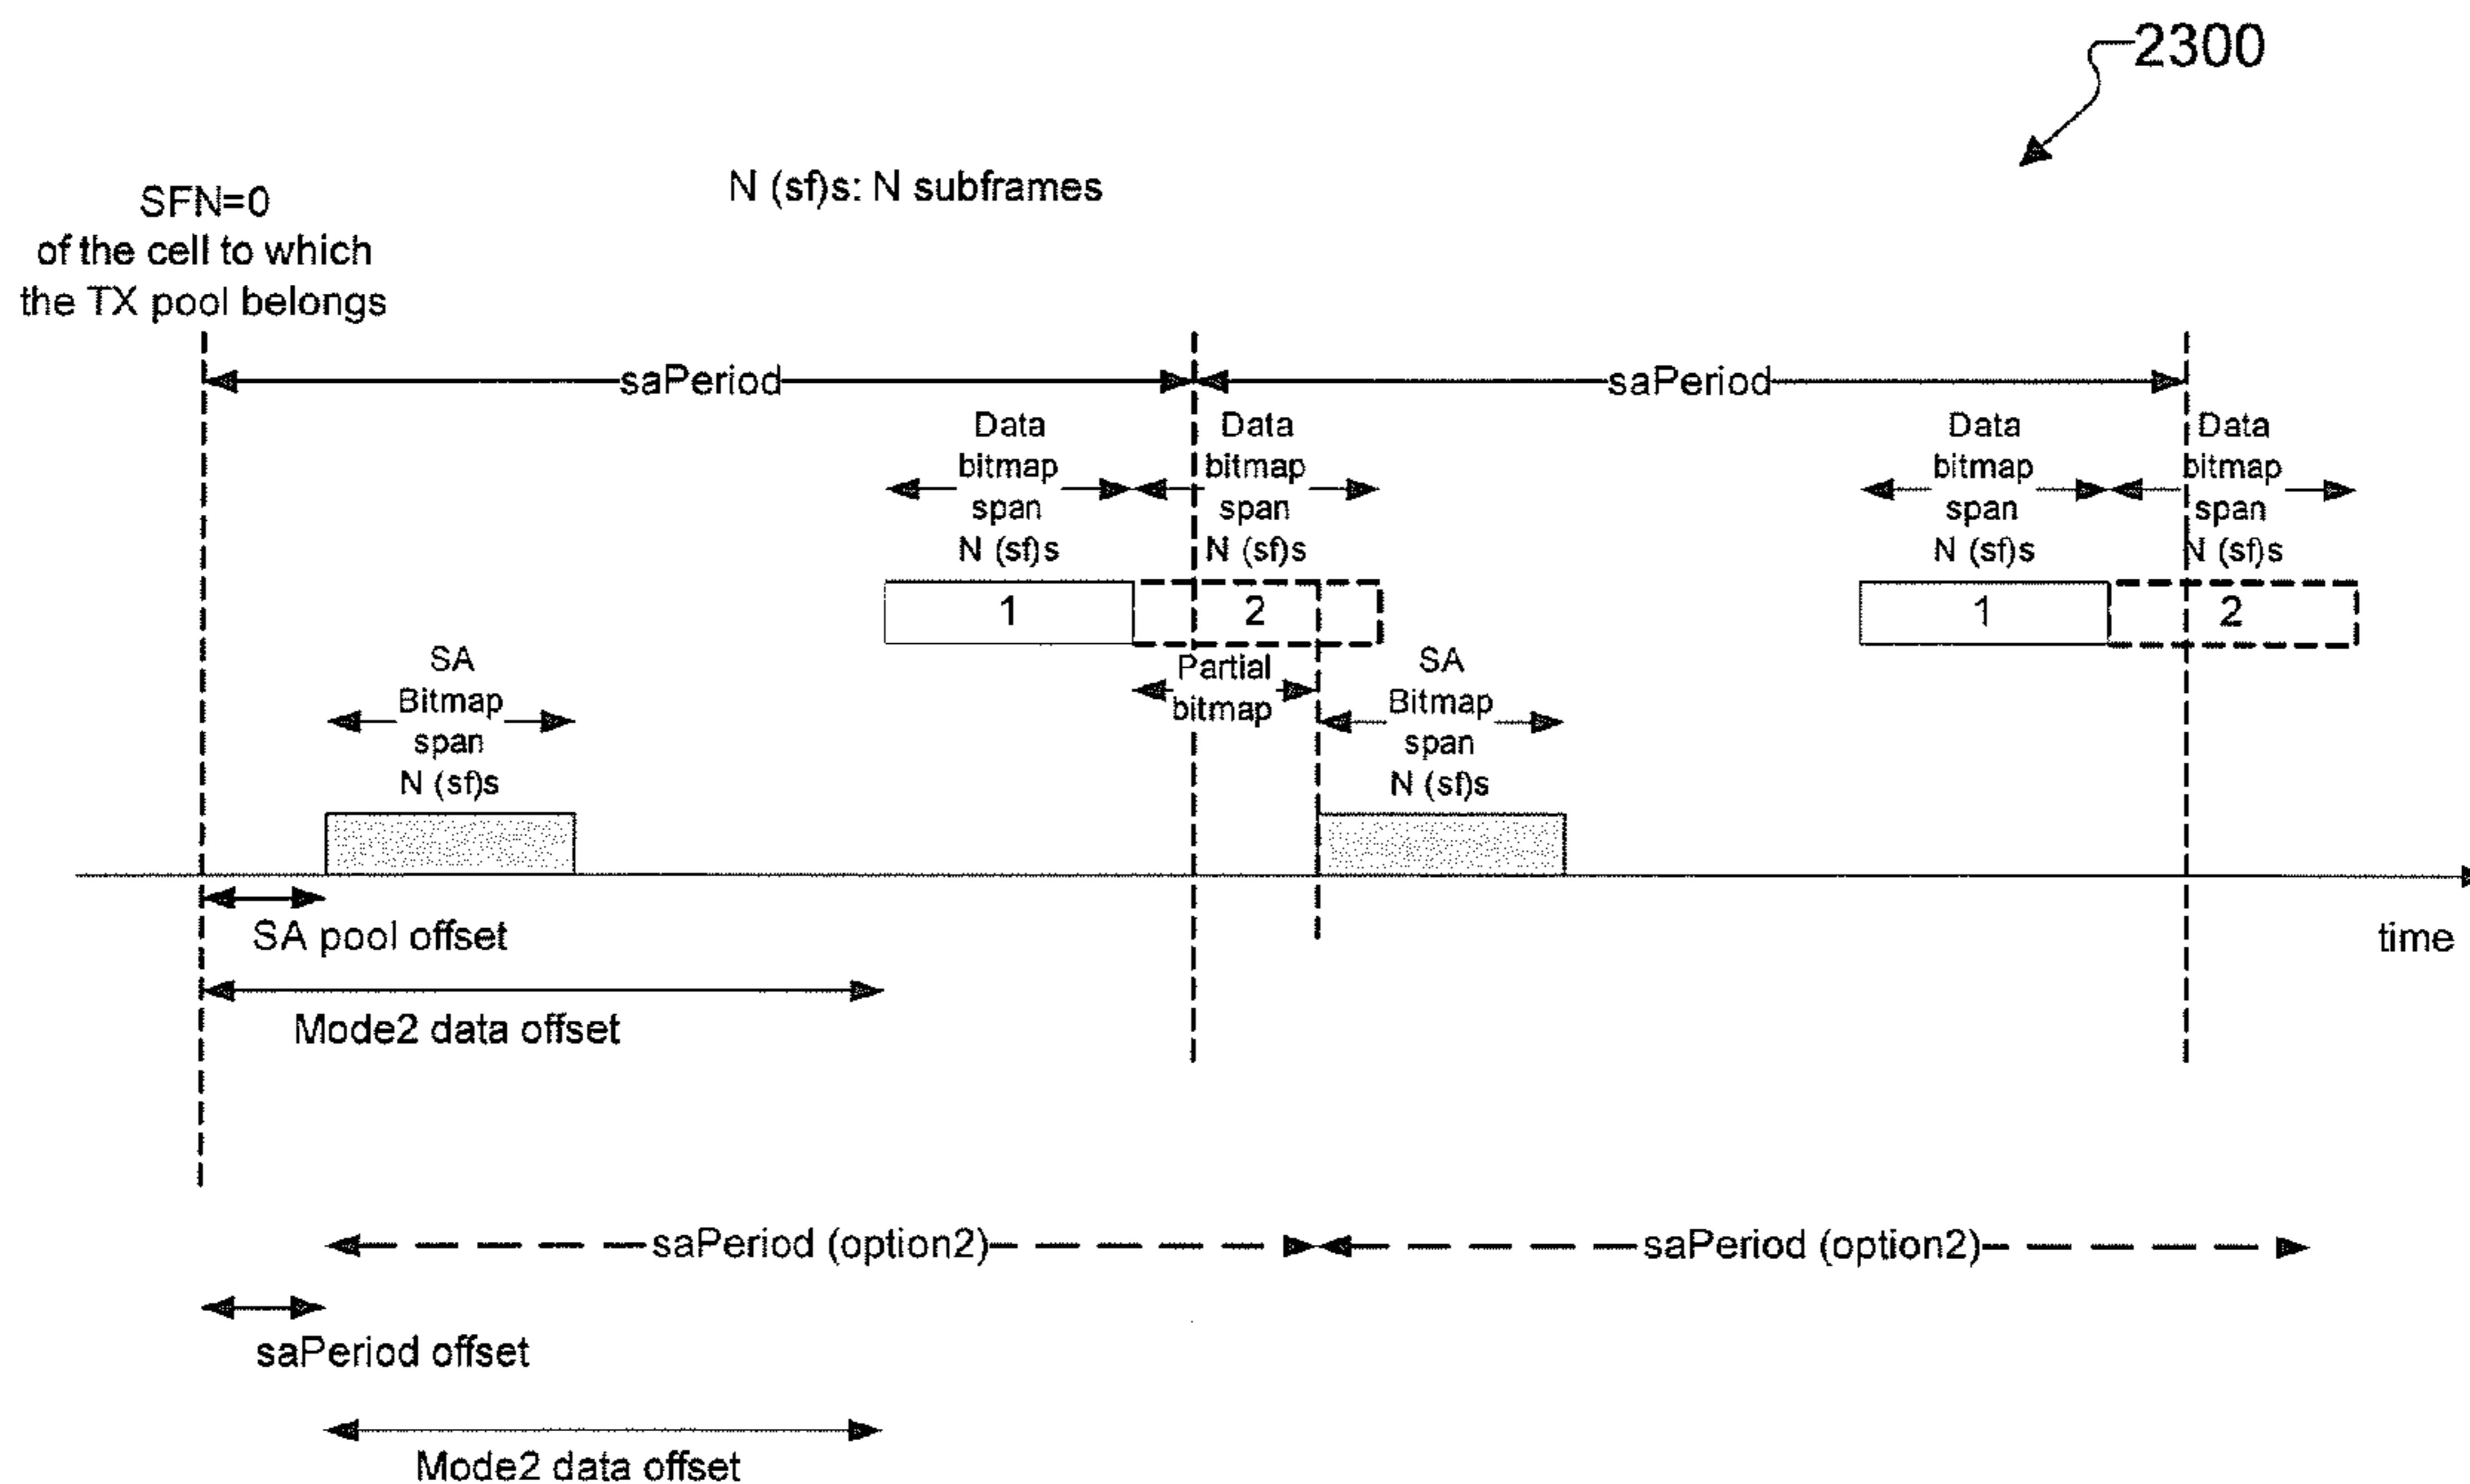 2300
N (sf)s: N subframes
SFN=0
of the cell to which
the TX pool belongs
saPeriod
saPeriod
Data
bitmap
span
N (sf)s
Data
bitmap
span
N (sf)s
Data
bitmap
span
N (sf)s
Data
bitmap
span
N (sf)s
1
2
1
2
Partial
bitmap
SA
Bitmap
span
N (sf)s
SA
Bitmap
span
N (sf)s
SA pool offset
time
Mode2 data offset
saPeriod (option2)
saPeriod (option2)
saPeriod offset
Mode2 data offset